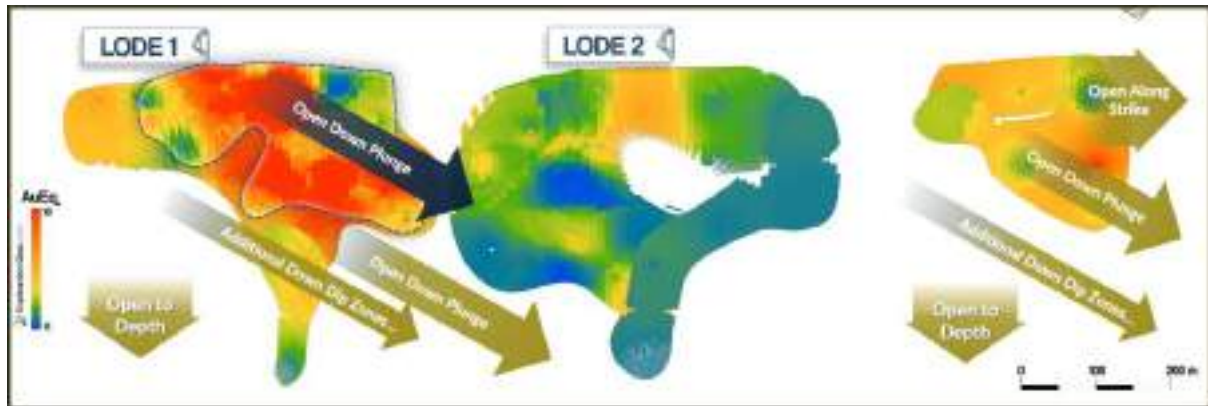 LODE 1
LODE 2
Open Down Plunge
Open Along
Strike
Open Down Plunge
Additional Down Dip Zones...
Open Down Plunge
Additional Down Dip Zones...
AuEq
Open to
Depth
Open to
Depth
0 100 200 m